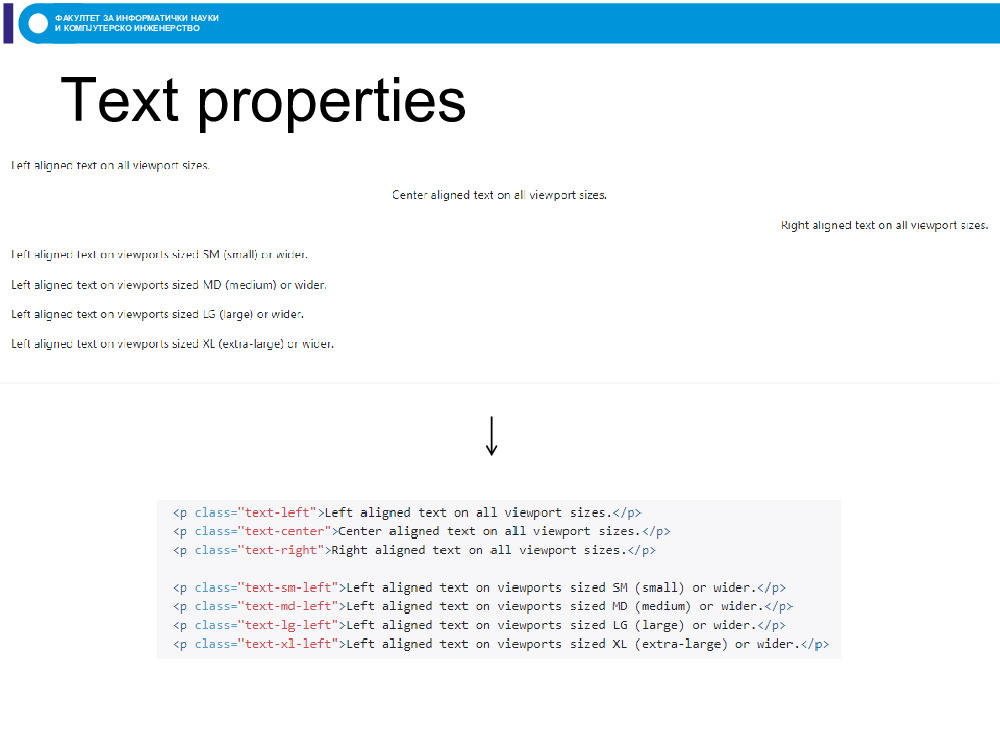 ФАКУЛТЕТ ЗА ИНФОРМАТИЧКИ НАУКИ
И КОМПЈУТЕРСКО ИНЖЕНЕРСТВО
Text properties
Left aligned text on all viewport sizes.
Center aligned text on all viewport sizes.
Right aligned text on all viewport sizes.
Left aligned text on viewports sized SM (small) or wider.
Left aligned text on viewports sized MD (medium) or wider.
Left aligned text on viewports sized LG (large) or wider.
Left aligned text on viewports sized XL (extra-large) or wider.
<p class="text-left">Left aligned text on all viewport sizes.</p>
<p class="text-center">Center aligned text on all viewport sizes.</p>
<p class="text-right">Right aligned text on all viewport sizes.</p>
<p class="text-sm-left">Left aligned text on viewports sized SM (small) or wider.</p>
<p class="text-md-left">Left aligned text on viewports sized MD (medium) or wider.</p>
<p class="text-lg-left">Left aligned text on viewports sized LG (large) or wider.</p>
<p class="text-xl-left">Left aligned text on viewports sized XL (extra-large) or wider.</p>